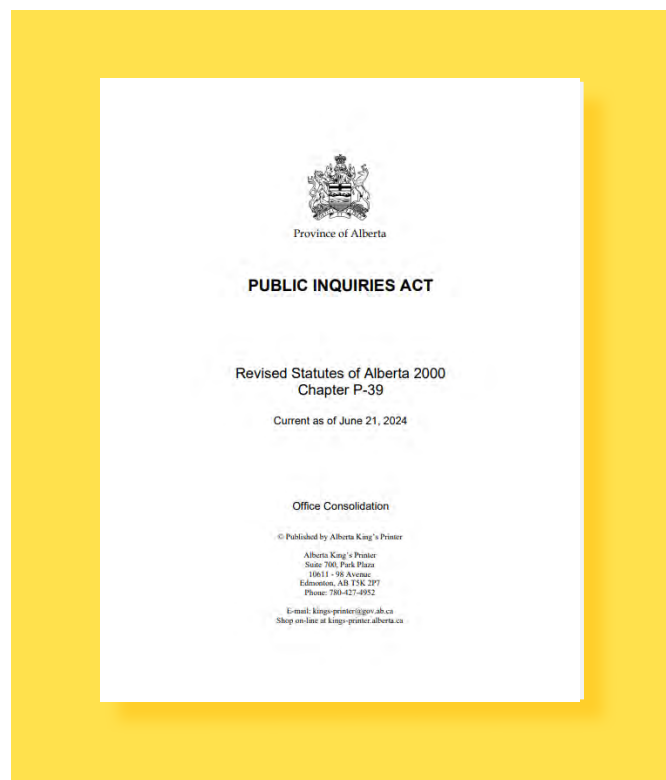 Province of Alberta
PUBLIC INQUIRIES ACT
Revised Statutes of Alberta 2000
Chapter P-39
Current as of June 21, 2024
Office Consolidation
© Published by Alberta King's Printer
Alberta King's Printer
Suite 700, Park Plaza
10611 - 98 Avenue
Edmonton, AB T5K 2P7
Phone: 780-427-4952
E-mail: kings-printer@gov.ab.ca
Shop on-line at kings-printer.alberta.ca